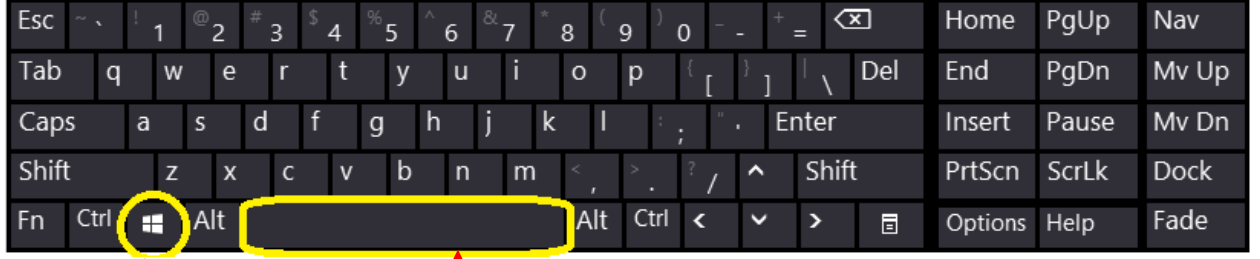 Esc ~ ` ! 1 @ 2 # 3 $ 4 % 5 ^ 6 & 7 * 8 ( 9 ) 0 _ - + = Home PgUp Nav
Tab q w e r t y u i o p { [ } ] | \ Del End PgDn Mv Up
Caps a s d f g h j k l : ; " ' Enter Insert Pause Mv Dn
Shift z x c v b n m < , > . ? / Shift PrtScn ScrLk Dock
Fn Ctrl Alt Alt Ctrl Options Help Fade